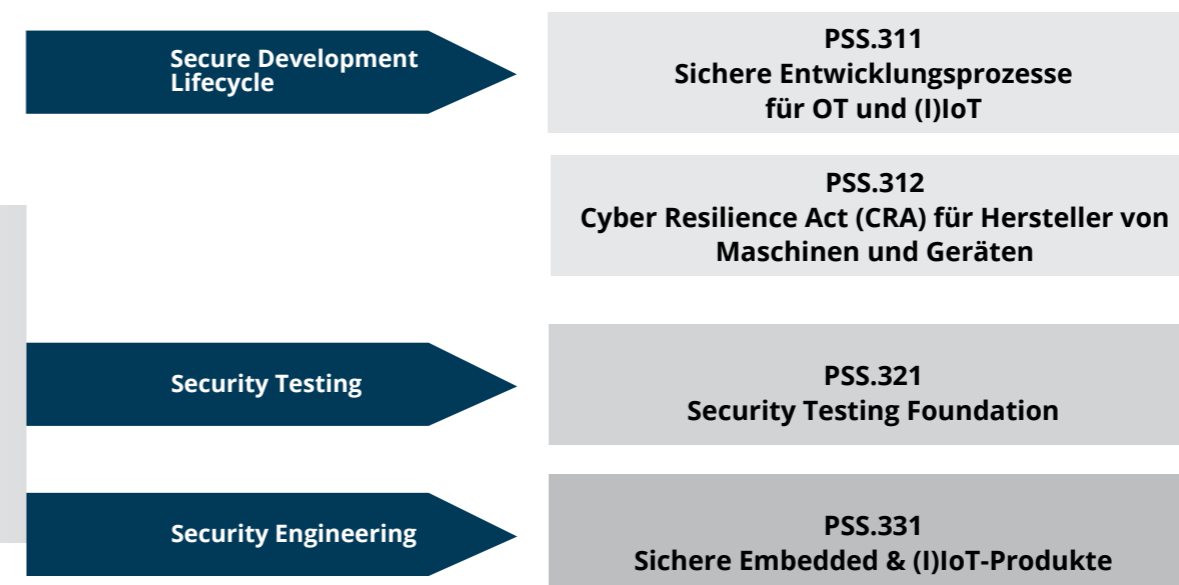 Secure Development
Lifecycle
PSS.311
Sichere Entwicklungsprozesse
für OT und (I)IoT
PSS.312
Cyber Resilience Act (CRA) für Hersteller von
Maschinen und Geräten
Security Testing
PSS.321
Security Testing Foundation
Security Engineering
PSS.331
Sichere Embedded & (I)IoT-Produkte